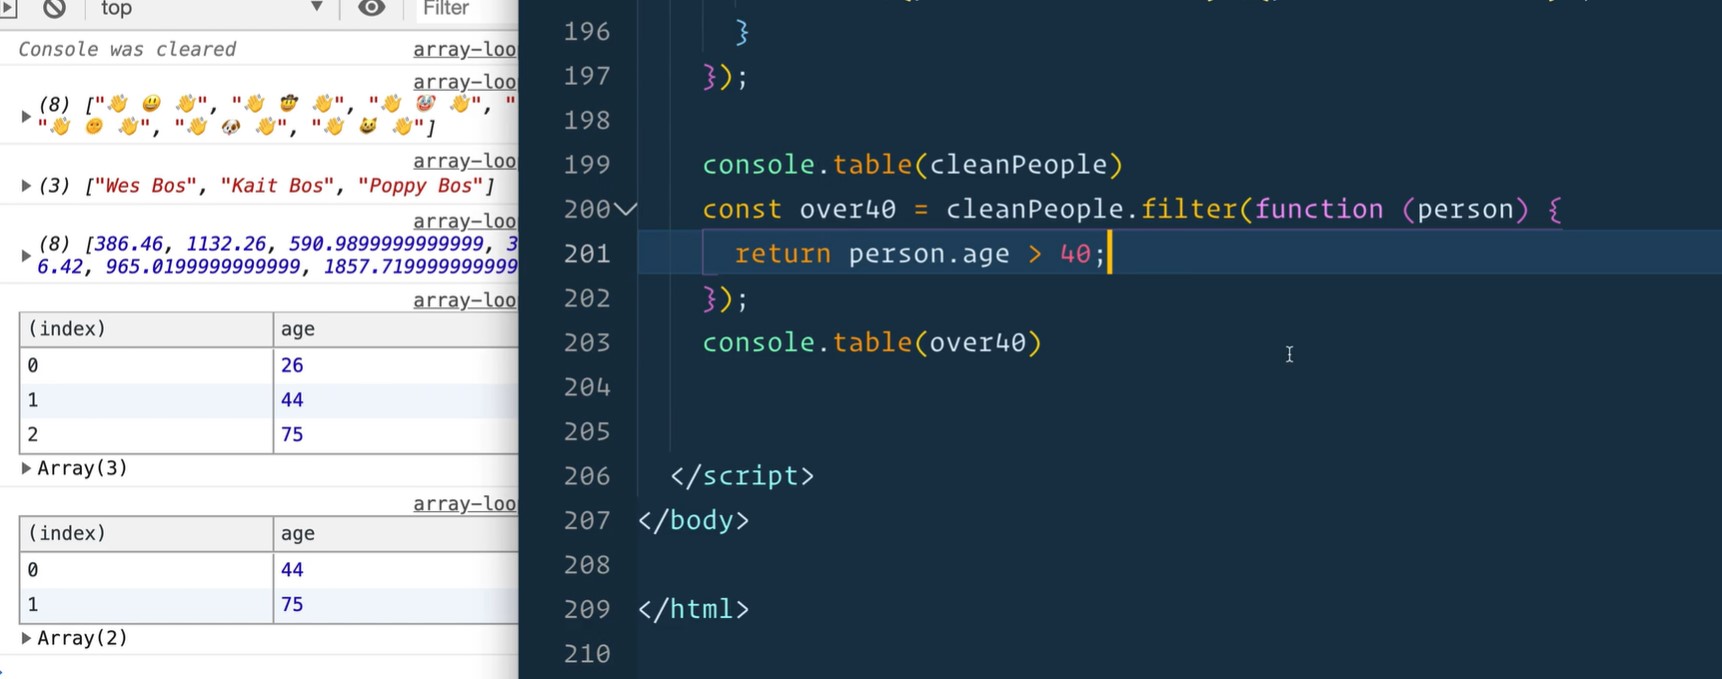 top
Filter
Console was cleared
array-loo
array-loo
(8) ["👋 😃 👋", "👋 🤠 👋", "👋 🤡 👋", "
"👋 🌞 👋", "👋 🐶 👋", "👋 😺 👋"]
array-loo
(3) ["Wes Bos", "Kait Bos", "Poppy Bos"]
array-loo
(8) [386.46, 1132.26, 590.9899999999999, 3
6.42, 965.0199999999999, 1857.719999999999
array-loo
(index) age
0 26
1 44
2 75
Array(3)
array-loo
(index) age
0 44
1 75
Array(2)
196 }
197 });
198
199 console.table(cleanPeople)
200 const over40 = cleanPeople.filter(function (person) {
201 return person.age > 40;
202 });
203 console.table(over40)
204
205
206 </script>
207 </body>
208
209 </html>
210